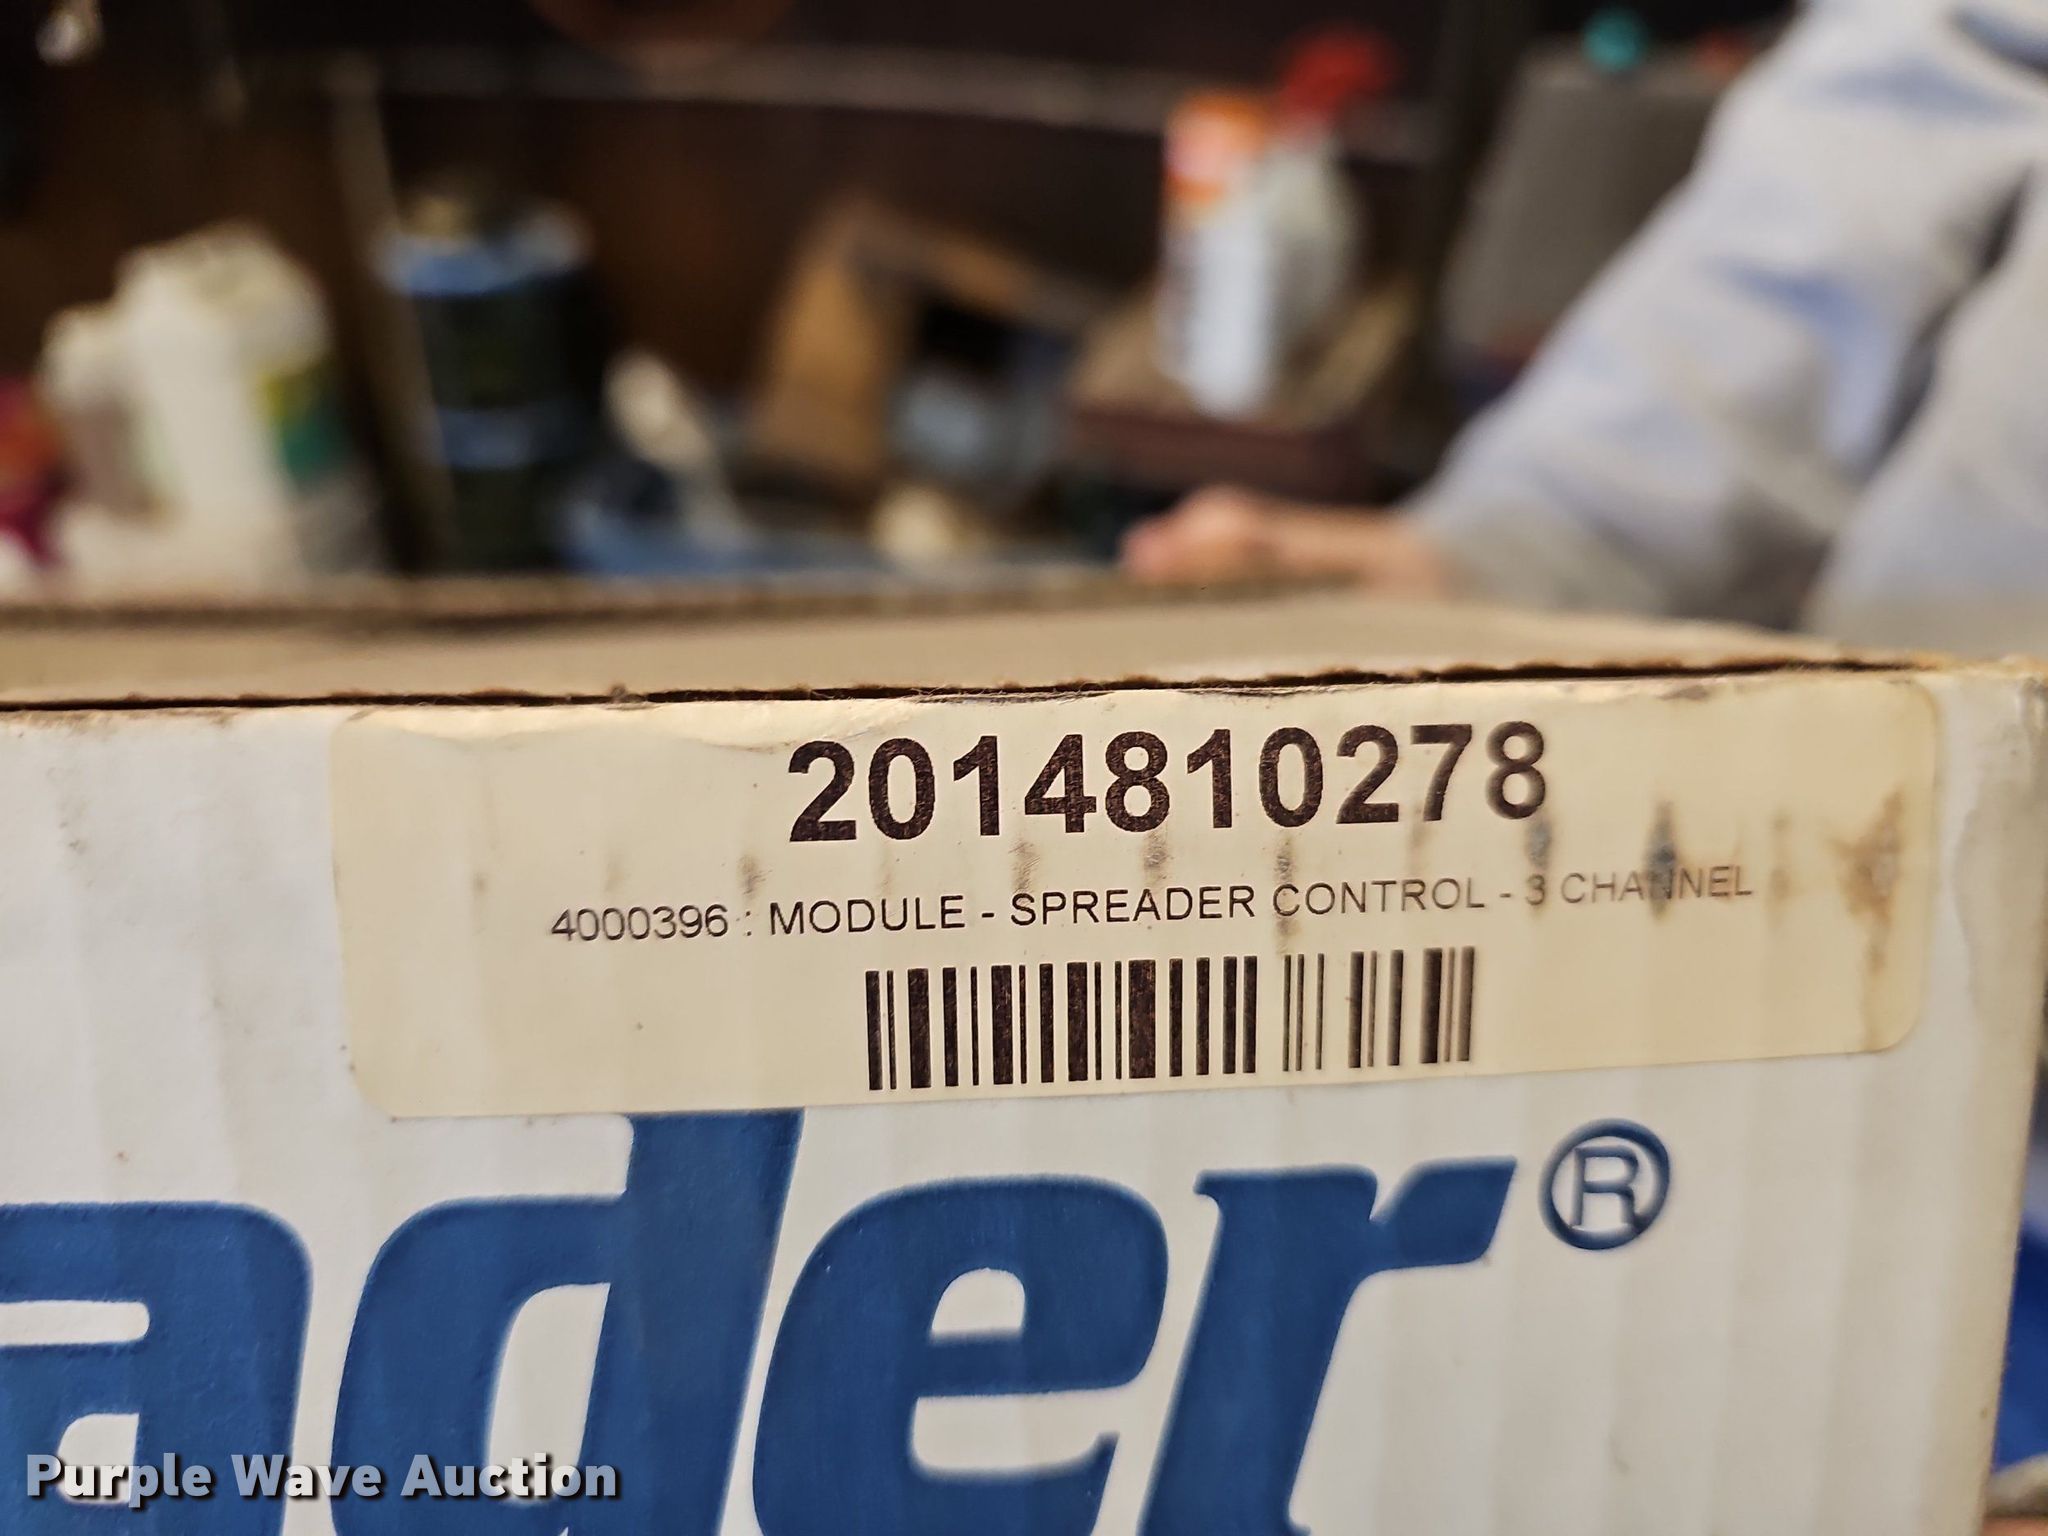 2014810278
4000396 : MODULE - SPREADER CONTROL - 3 CHANNEL
ader®
Purple Wave Auction